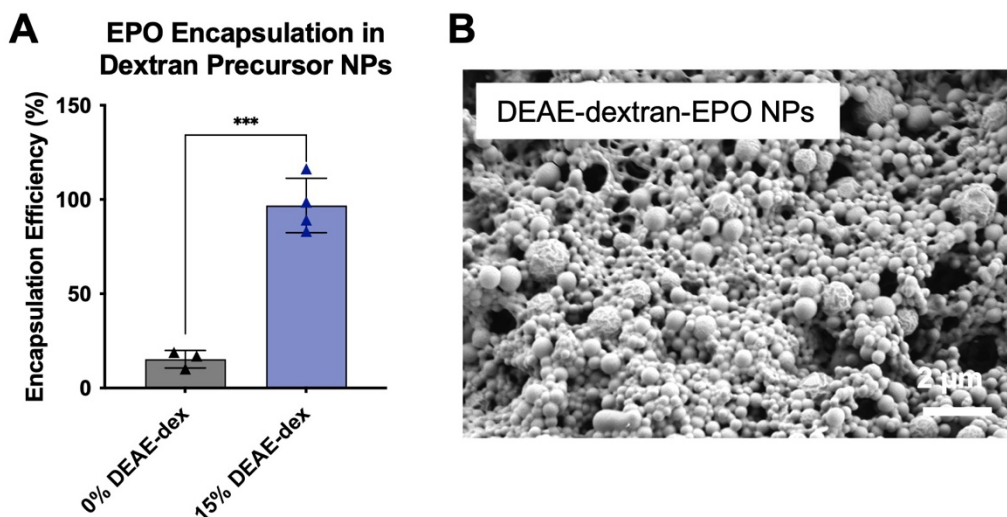 A
EPO Encapsulation in
Dextran Precursor NPs
Encapsulation Efficiency (%)
150
100
50
0
***
0% DEAE-dex
15% DEAE-dex
B
DEAE-dextran-EPO NPs
2 μm